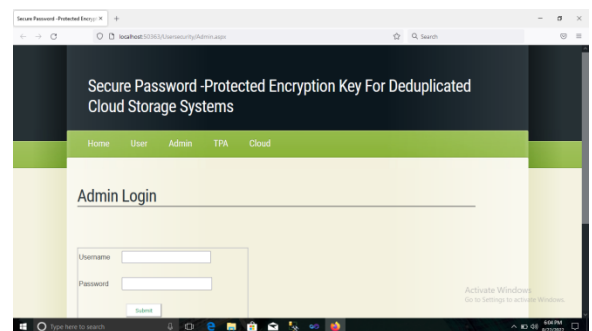 Secure Password -Protected Encryp
localhost:50363/Usersecurity/Admin.aspx
Search
Secure Password -Protected Encryption Key For Deduplicated
Cloud Storage Systems
Home User Admin TPA Cloud
Admin Login
Username
Password
Submit
Activate Windows
Go to Settings to activate Windows.
Type here to search
6:04 PM